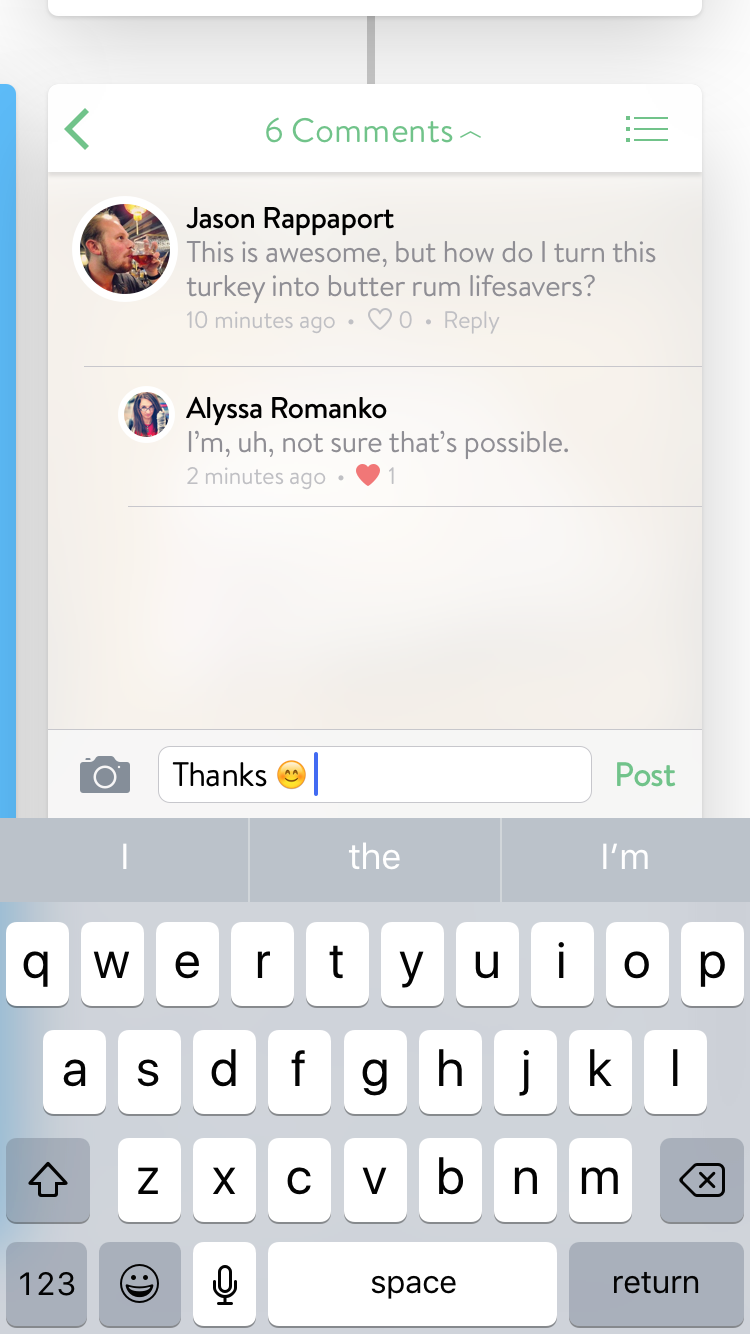 6 Comments
Jason Rappaport
This is awesome, but how do I turn this
turkey into butter rum lifesavers?
10 minutes ago • 0 • Reply
Alyssa Romanko
I'm, uh, not sure that's possible.
2 minutes ago • 1
Thanks 😊
Post
I the I'm
q w e r t y u i o p
a s d f g h j k l
z x c v b n m
123 space return